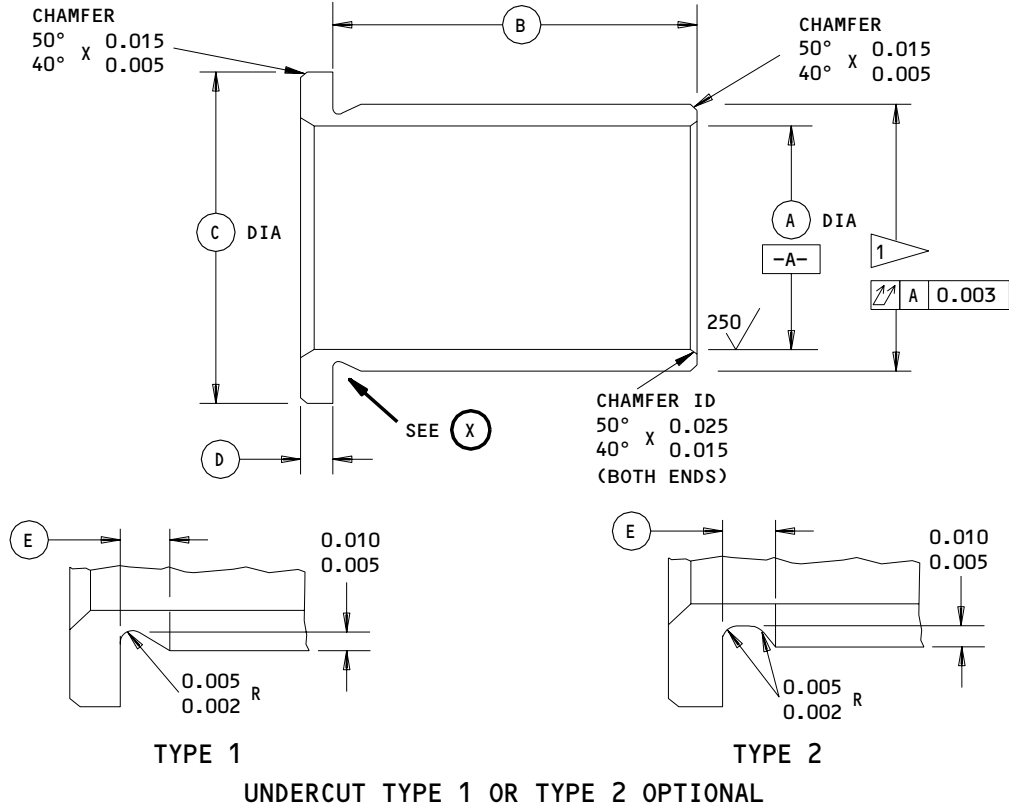 CHAMFER
50° X 0.015
40° 0.005
B
CHAMFER
50° X 0.015
40° 0.005
C DIA
A DIA
-A-
1
A 0.003
250
SEE X
CHAMFER ID
50° X 0.025
40° 0.015
(BOTH ENDS)
D
E
0.010
0.005
0.005 R
0.002
TYPE 1
E
0.010
0.005
0.005 R
0.002
TYPE 2
UNDERCUT TYPE 1 OR TYPE 2 OPTIONAL